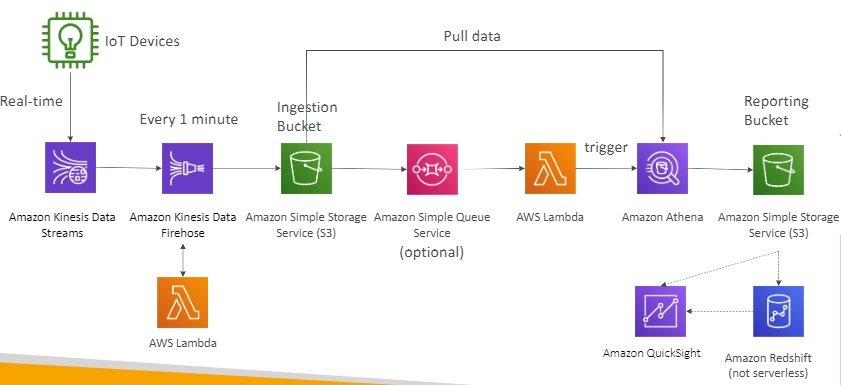 IoT Devices
Pull data
Real-time
Every 1 minute
Ingestion
Bucket
Reporting
Bucket
trigger
Amazon Kinesis Data
Streams
Amazon Kinesis Data
Firehose
Amazon Simple Storage
Service (S3)
Amazon Simple Queue
Service
(optional)
AWS Lambda
Amazon Athena
Amazon Simple Storage
Service (S3)
AWS Lambda
Amazon QuickSight
Amazon Redshift
(not serverless)